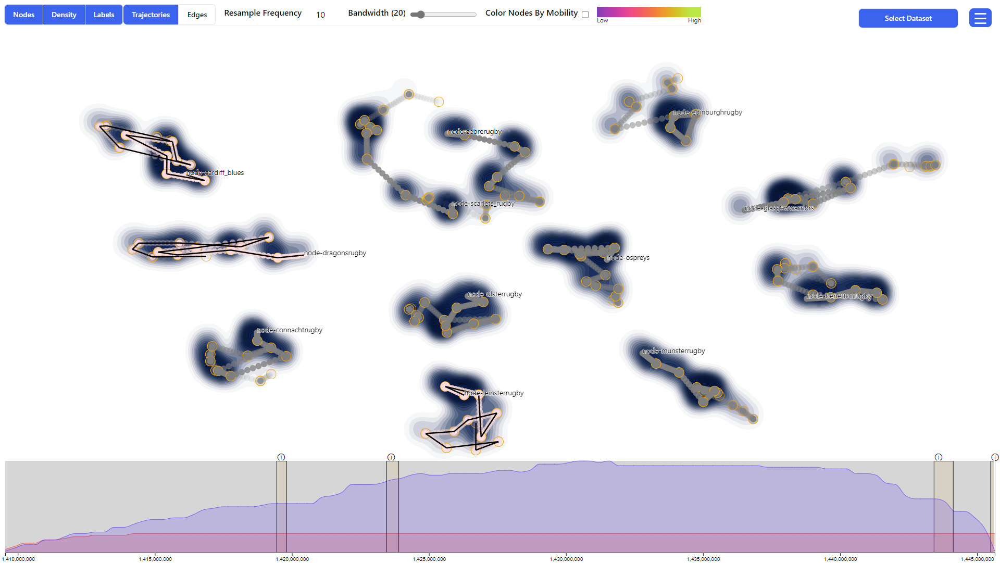 Nodes Density Labels Trajectories Edges Resample Frequency 10 Bandwidth (20) Color Nodes By Mobility Low High Select Dataset
node-edinburghrugby
node-zebrerugby
node-cardiff_blues
node-scarlets_rugby
node-glasgowwarriors
node-dragonsrugby
node-ospreys
node-ulsterrugby
node-benettonrugby
node-connachtrugby
node-munsterrugby
node-leinsterrugby
1,410,000,000 1,415,000,000 1,420,000,000 1,425,000,000 1,430,000,000 1,435,000,000 1,440,000,000 1,445,000,000